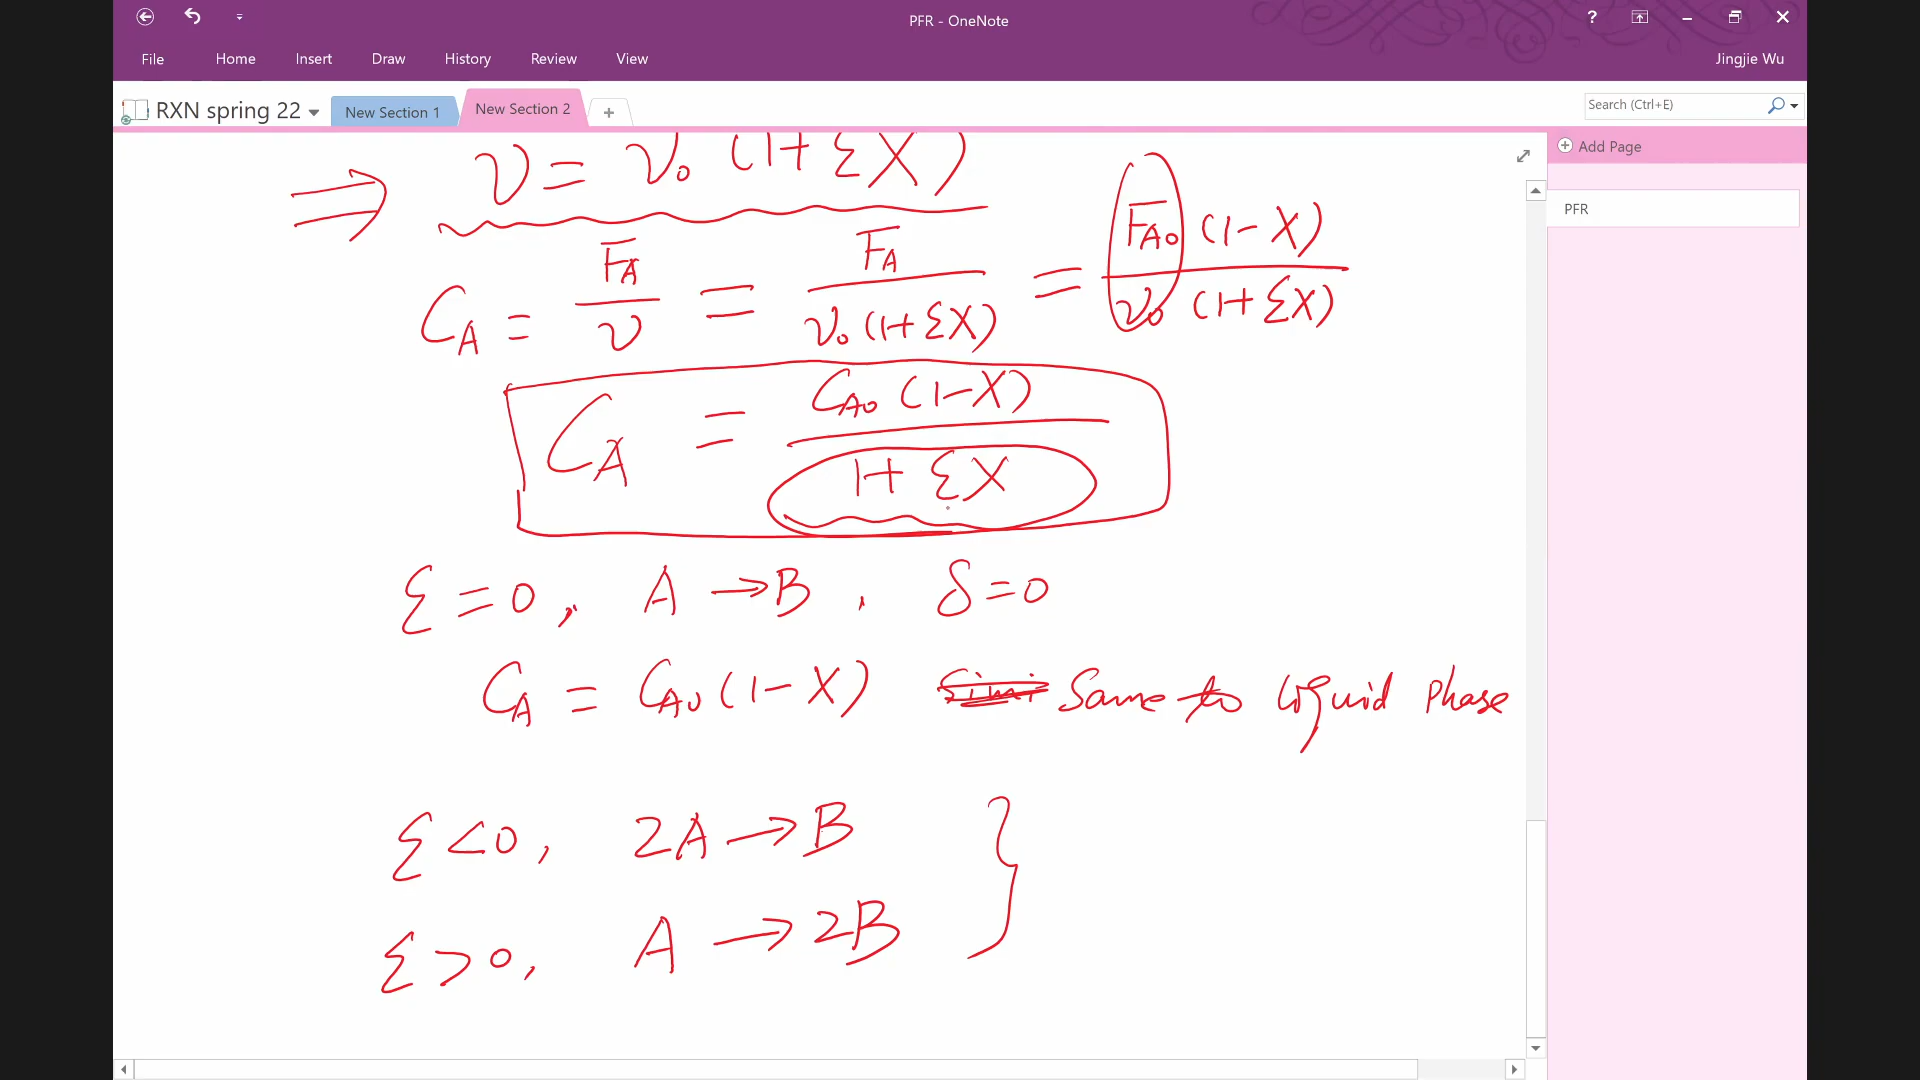 PFR - OneNote
?
File Home Insert Draw History Review View
Jingjie Wu
RXN spring 22 New Section 1 New Section 2 +
Search (Ctrl+E)
Add Page
PFR
⇒ υ = υ₀ (1+ εX)
C_A = F_A / υ = F_A / υ₀(1+εX) = F_A0 (1-X) / υ₀ (1+ εX)
C_A = C_A0 (1-X) / 1+ εX
ε = 0, A → B, δ = 0
C_A = C_A0 (1-X) Simi Same to liquid phase
ε < 0, 2A → B }
ε > 0, A → 2B